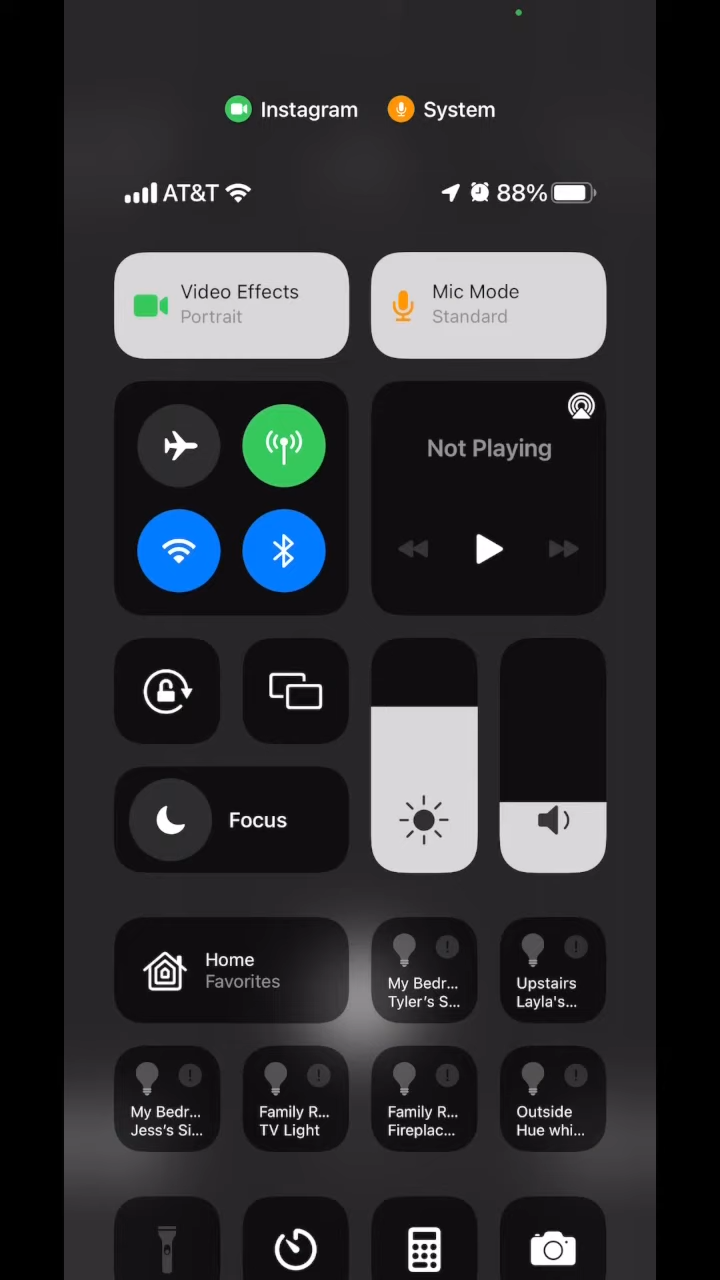 Instagram System
AT&T 88%
Video Effects
Portrait
Mic Mode
Standard
Not Playing
Focus
Home
Favorites
My Bedr...
Tyler's S...
Upstairs
Layla's...
My Bedr...
Jess's Si...
Family R...
TV Light
Family R...
Fireplac...
Outside
Hue whi...